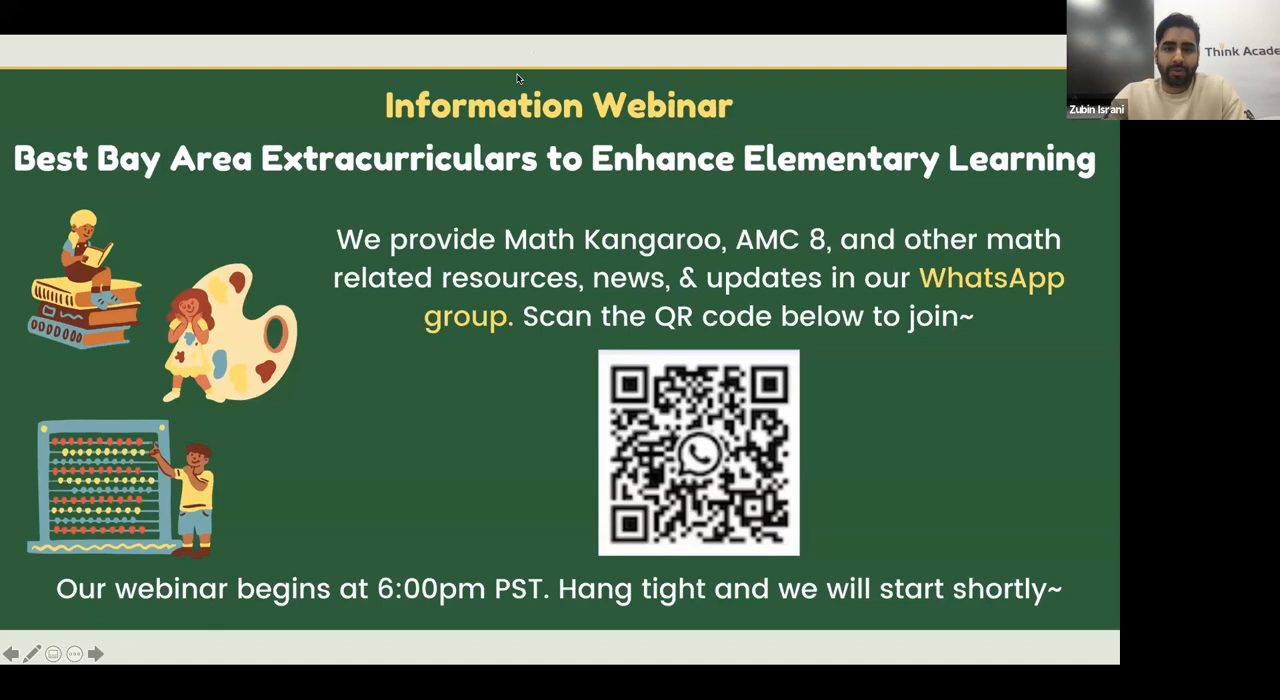 Information Webinar
Best Bay Area Extracurriculars to Enhance Elementary Learning
We provide Math Kangaroo, AMC 8, and other math
related resources, news, & updates in our WhatsApp
group. Scan the QR code below to join~
Our webinar begins at 6:00pm PST. Hang tight and we will start shortly~
Think Acade
Zubin Israni